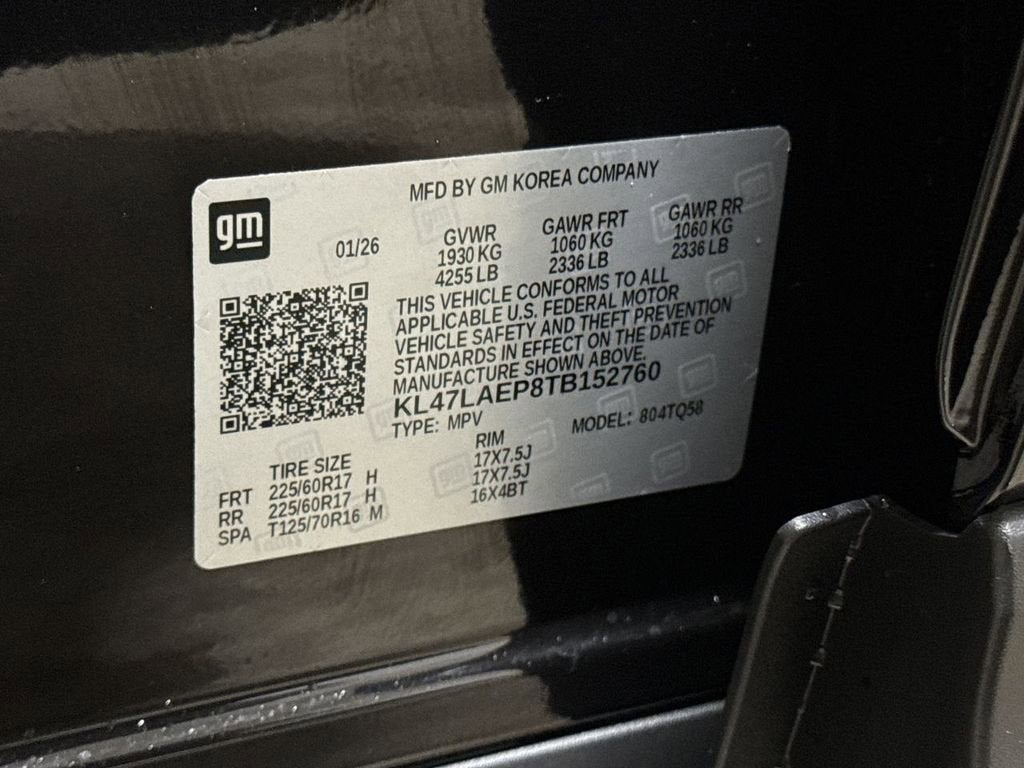 MFD BY GM KOREA COMPANY
gm
01/26
GVWR
1930 KG
4255 LB
GAWR FRT
1060 KG
2336 LB
GAWR RR
1060 KG
2336 LB
THIS VEHICLE CONFORMS TO ALL
APPLICABLE U.S. FEDERAL MOTOR
VEHICLE SAFETY AND THEFT PREVENTION
STANDARDS IN EFFECT ON THE DATE OF
MANUFACTURE SHOWN ABOVE.
KL47LAEP8TB152760
TYPE: MPV MODEL: 804TQ58
TIRE SIZE RIM
FRT 225/60R17 H 17X7.5J
RR 225/60R17 H 17X7.5J
SPA T125/70R16 M 16X4BT